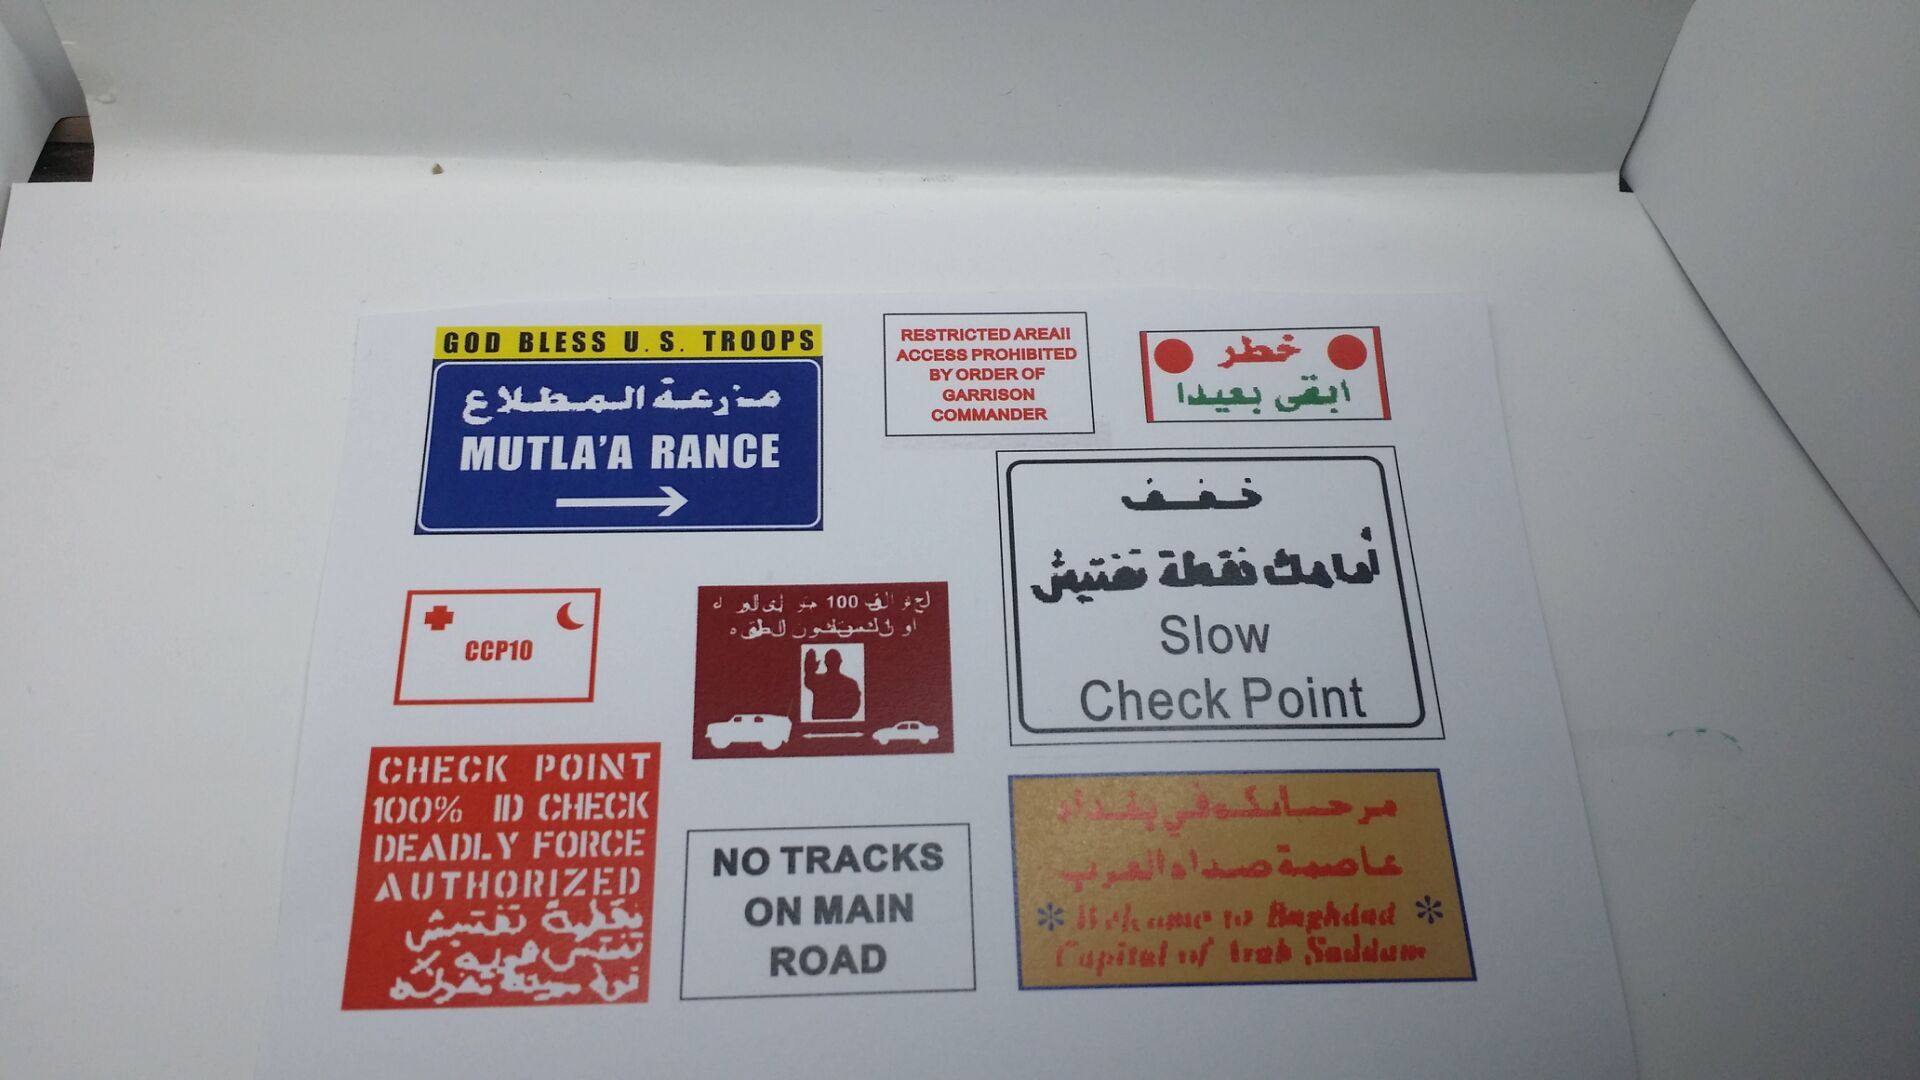 GOD BLESS U.S. TROOPS
مزرعة المطلاع
MUTLA'A RANCE
RESTRICTED AREA!!
ACCESS PROHIBITED
BY ORDER OF
GARRISON
COMMANDER
خطر
ابقى بعيدا
خفف
أمامك نقطة تفتيش
Slow
Check Point
CCP10
100
CHECK POINT
100% ID CHECK
DEADLY FORCE
AUTHORIZED
نقطة تفتيش
NO TRACKS
ON MAIN
ROAD
في بغداد
عاصمة صدام العرب
Welcome to Baghdad
Capital of Arab Saddam